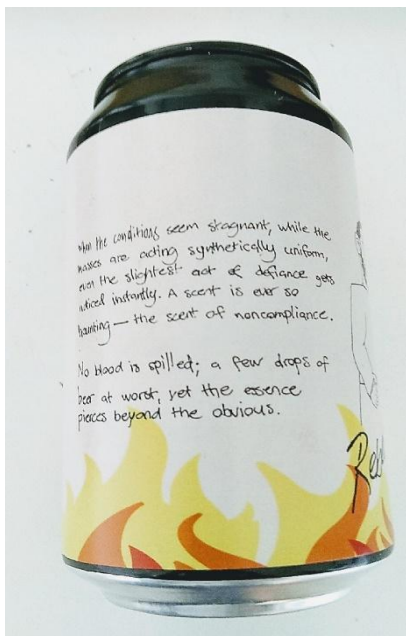 When the conditions seem stagnant, while the
masses are acting synthetically uniform,
even the slightest act of defiance gets
noticed instantly. A scent is ever so
haunting — the scent of noncompliance.
No blood is spilled; a few drops of
beer at worst, yet the essence
pierces beyond the obvious.